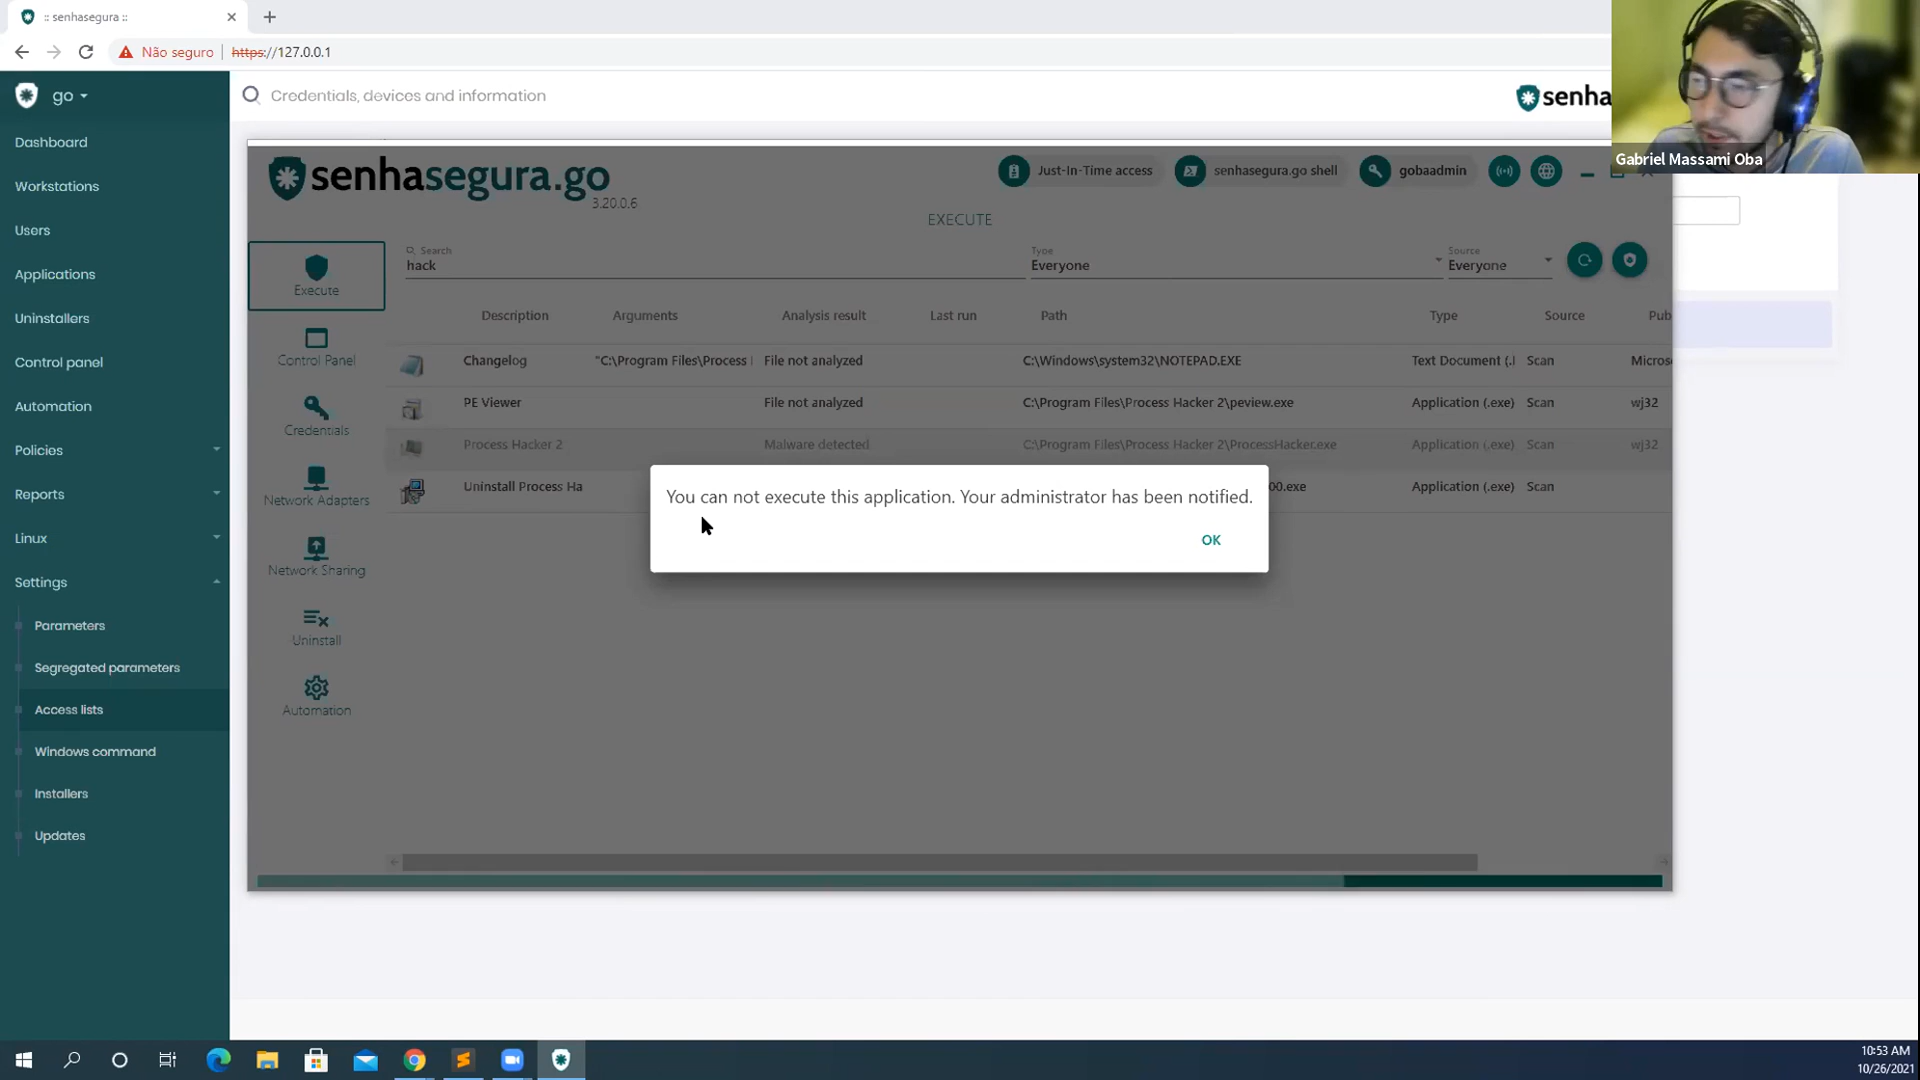 :: senhasegura ::
Não seguro
https://127.0.0.1
go
Credentials, devices and information
senha
Gabriel Massami Oba
Dashboard
Workstations
Users
Applications
Uninstallers
Control panel
Automation
Policies
Reports
Linux
Settings
Parameters
Segregated parameters
Access lists
Windows command
Installers
Updates
senhasegura.go
3.20.0.6
Just-In-Time access
senhasegura.go shell
gobaadmin
EXECUTE
Execute
Control Panel
Credentials
Network Adapters
Network Sharing
Uninstall
Automation
Search
hack
Type
Everyone
Source
Everyone
Description Arguments Analysis result Last run Path Type Source Pub
Changelog "C:\Program Files\Process File not analyzed C:\Windows\system32\NOTEPAD.EXE Text Document (. Scan Micros
PE Viewer File not analyzed C:\Program Files\Process Hacker 2\peview.exe Application (.exe) Scan wj32
Process Hacker 2 Malware detected C:\Program Files\Process Hacker 2\ProcessHacker.exe Application (.exe) Scan wj32
Uninstall Process Ha 00.exe Application (.exe) Scan
You can not execute this application. Your administrator has been notified.
OK
10:53 AM
10/26/2021